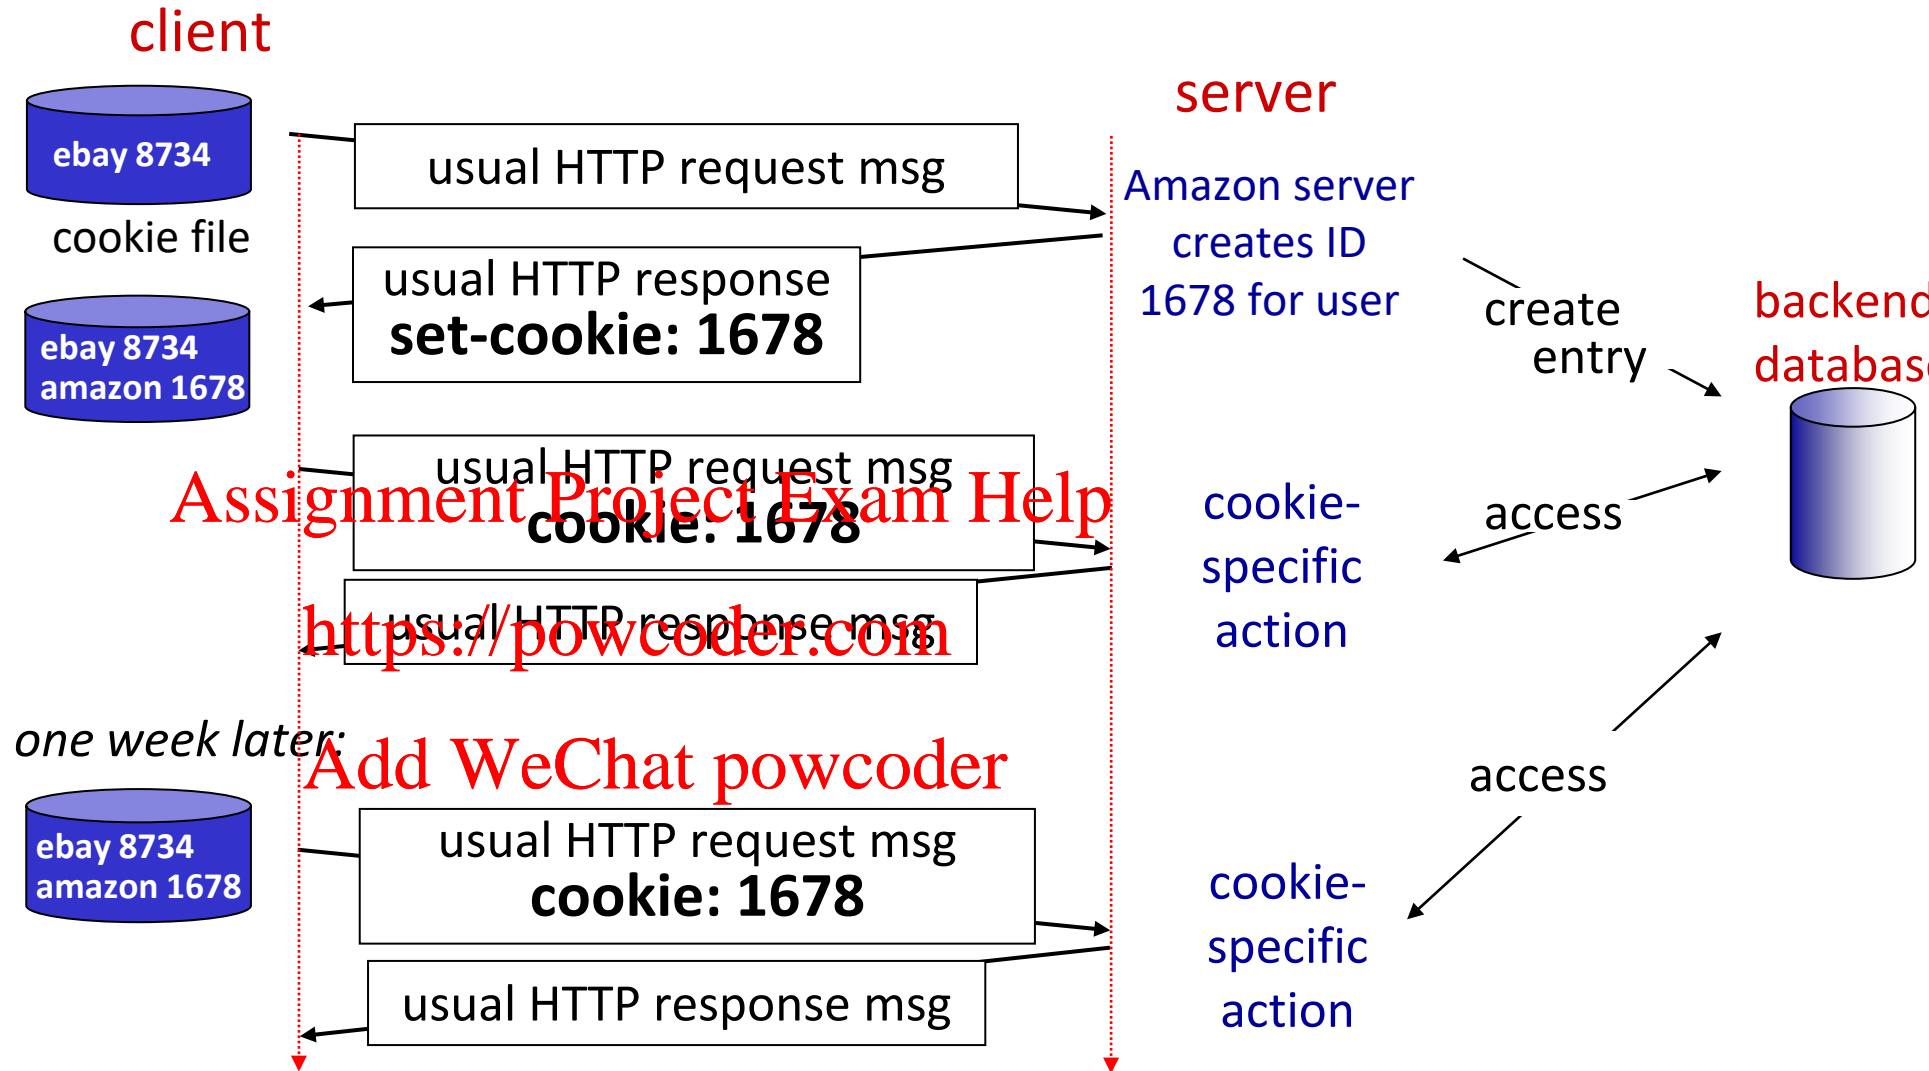 client
server
ebay 8734
cookie file
usual HTTP request msg
Amazon server
creates ID
1678 for user
usual HTTP response
set-cookie: 1678
create
entry
backend
database
ebay 8734
amazon 1678
usual HTTP request msg
cookie: 1678
Assignment Project Exam Help
cookie-
specific
action
access
usual HTTP response msg
https://powcoder.com
one week later:
Add WeChat powcoder
access
ebay 8734
amazon 1678
usual HTTP request msg
cookie: 1678
cookie-
specific
action
usual HTTP response msg